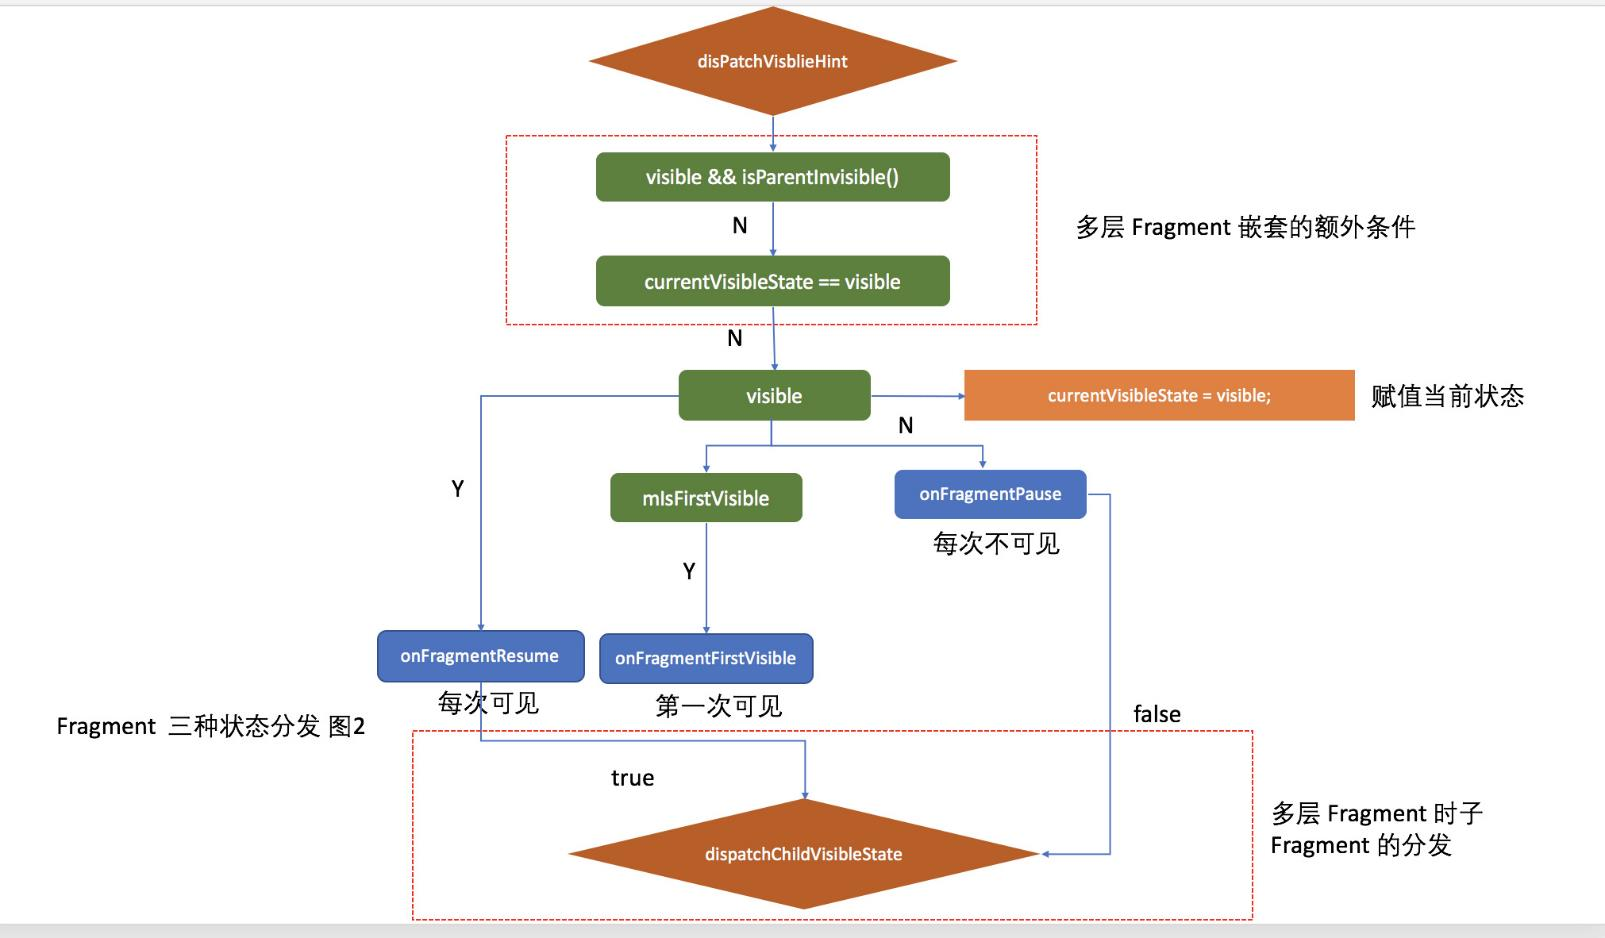 disPatchVisblieHint
visible && isParentInvisible()
N
多层 Fragment 嵌套的额外条件
currentVisibleState == visible
N
visible
currentVisibleState = visible;
赋值当前状态
N
Y
mIsFirstVisible
onFragmentPause
每次不可见
Y
onFragmentResume
onFragmentFirstVisible
每次可见
第一次可见
false
Fragment 三种状态分发 图2
true
多层 Fragment 时子
Fragment 的分发
dispatchChildVisibleState